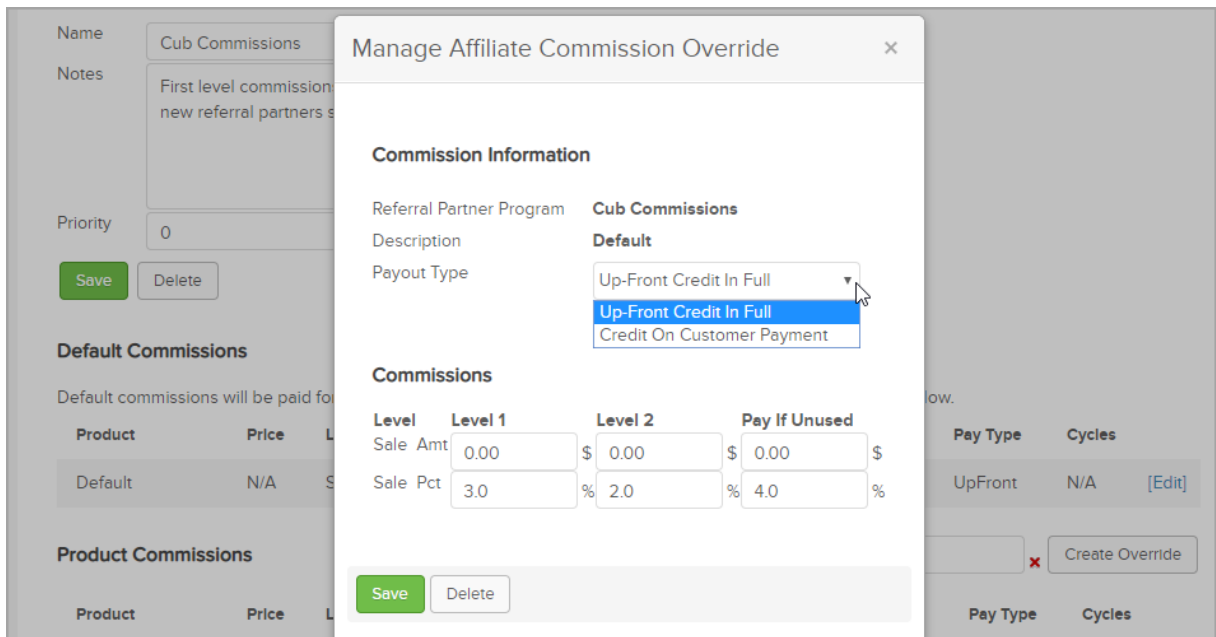 Name
Cub Commissions
Notes
First level commission
new referral partners s
Priority
0
Save Delete
Default Commissions
Default commissions will be paid fo low.
Product Price L Pay Type Cycles
Default N/A S UpFront N/A [Edit]
Product Commissions Create Override
Product Price L Pay Type Cycles
Manage Affiliate Commission Override ×
Commission Information
Referral Partner Program Cub Commissions
Description Default
Payout Type Up-Front Credit In Full
Up-Front Credit In Full
Credit On Customer Payment
Commissions
Level Level 1 Level 2 Pay If Unused
Sale Amt 0.00 $ 0.00 $ 0.00 $
Sale Pct 3.0 % 2.0 % 4.0 %
Save Delete